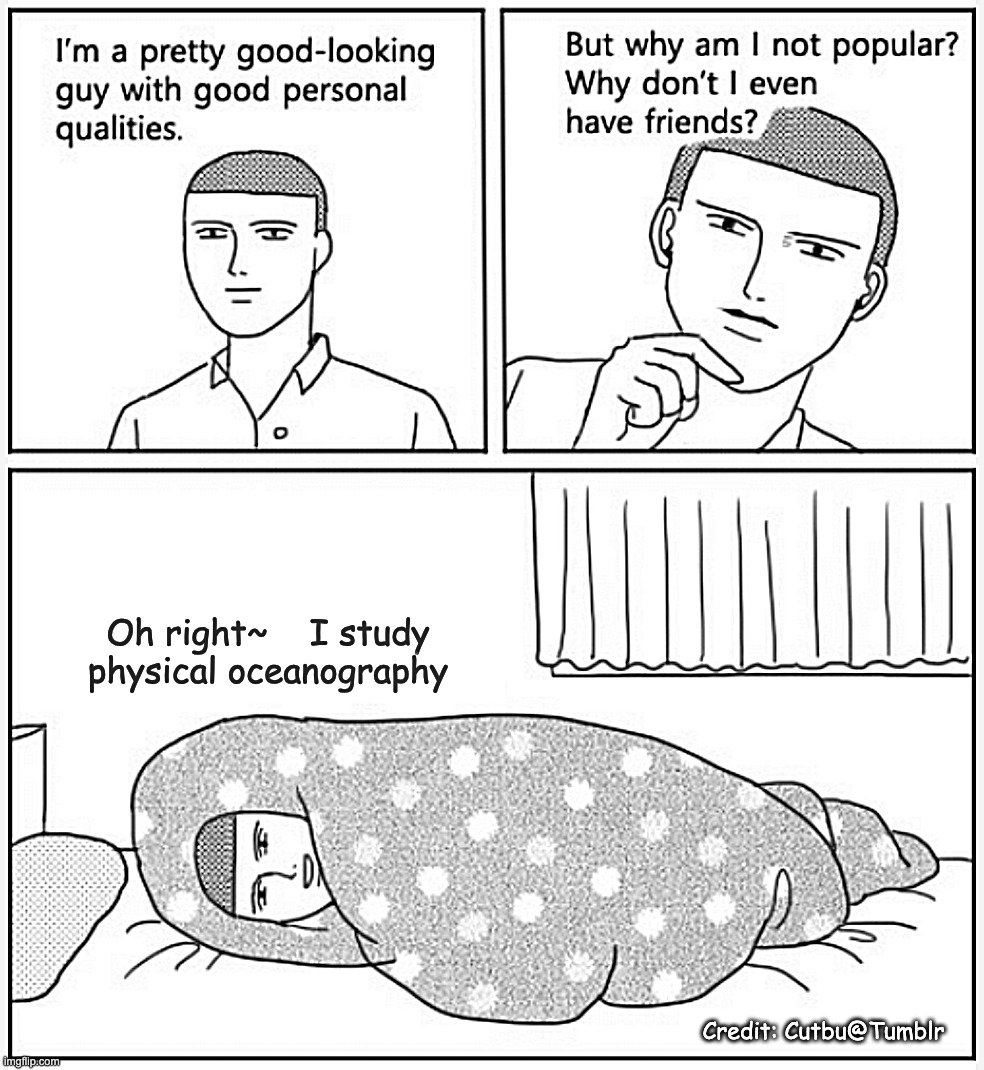 I'm a pretty good-looking
guy with good personal
qualities.
But why am I not popular?
Why don't I even
have friends?
Oh right~ I study
physical oceanography
Credit: Cutbu@Tumblr
imgflip.com